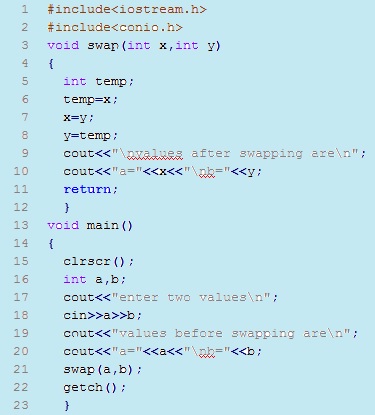 1 #include<iostream.h>
2 #include<conio.h>
3 void swap(int x,int y)
4 {
5 int temp;
6 temp=x;
7 x=y;
8 y=temp;
9 cout<<"\nvalues after swapping are\n";
10 cout<<"a="<<x<<"\nb="<<y;
11 return;
12 }
13 void main()
14 {
15 clrscr();
16 int a,b;
17 cout<<"enter two values\n";
18 cin>>a>>b;
19 cout<<"values before swapping are\n";
20 cout<<"a="<<a<<"\nb="<<b;
21 swap(a,b);
22 getch();
23 }